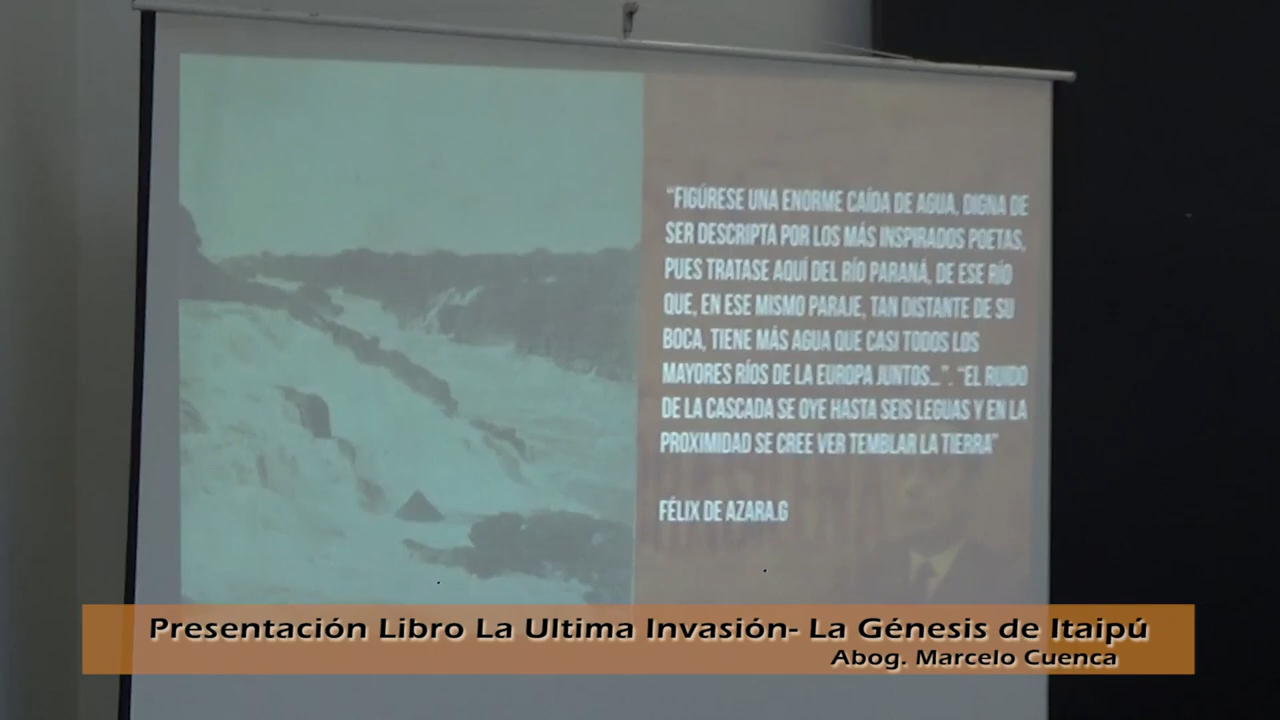 “FIGÚRESE UNA ENORME CAÍDA DE AGUA, DIGNA DE
SER DESCRIPTA POR LOS MÁS INSPIRADOS POETAS,
PUES TRATASE AQUÍ DEL RÍO PARANÁ, DE ESE RÍO
QUE, EN ESE MISMO PARAJE, TAN DISTANTE DE SU
BOCA, TIENE MÁS AGUA QUE CASI TODOS LOS
MAYORES RÍOS DE LA EUROPA JUNTOS...”. “EL RUIDO
DE LA CASCADA SE OYE HASTA SEIS LEGUAS Y EN LA
PROXIMIDAD SE CREE VER TEMBLAR LA TIERRA”
FÉLIX DE AZARA.G
Presentación Libro La Ultima Invasión- La Génesis de Itaipú
Abog. Marcelo Cuenca